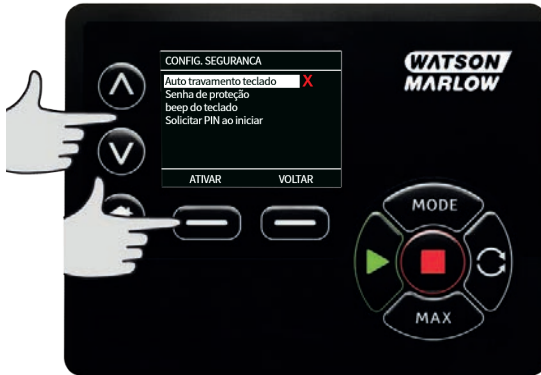 CONFIG. SEGURANCA
Auto travamento teclado X
Senha de proteção
beep do teclado
Solicitar PIN ao iniciar
ATIVAR VOLTAR
WATSON
MARLOW
MODE
MAX